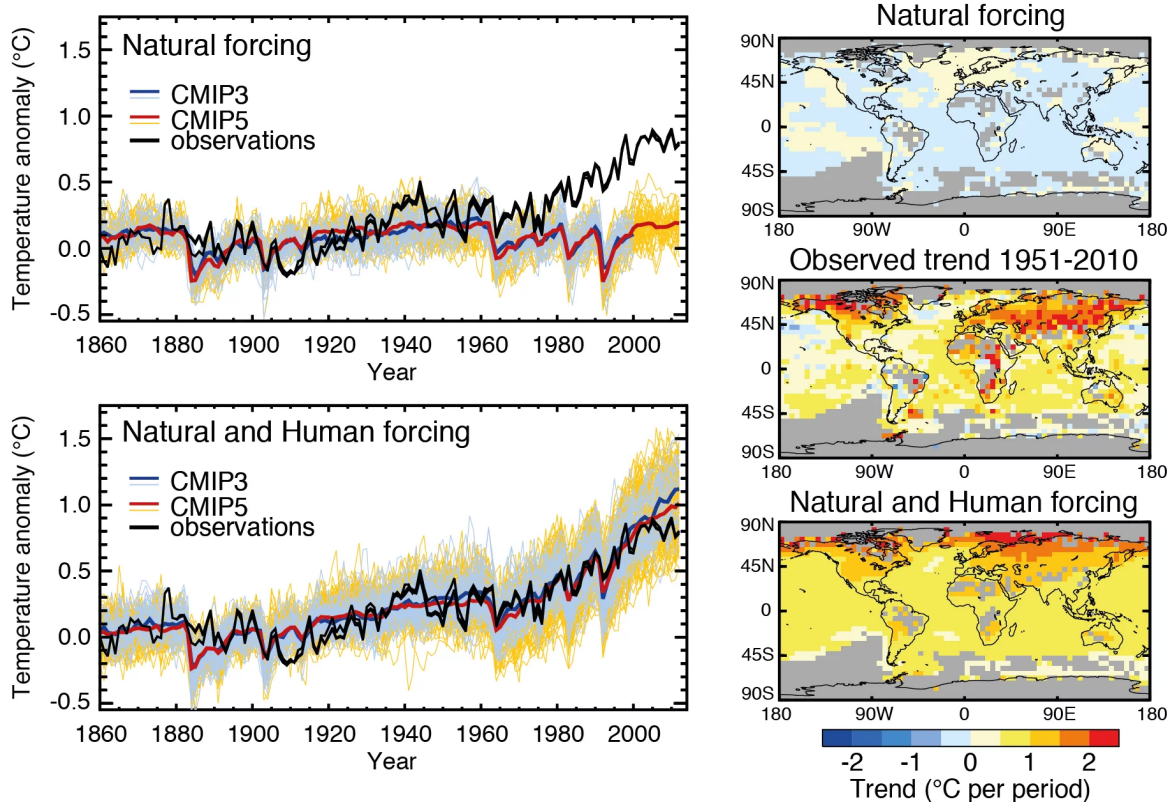 Natural forcing
CMIP3
CMIP5
observations
Temperature anomaly (°C)
1.5
1.0
0.5
0.0
-0.5
1860 1880 1900 1920 1940 1960 1980 2000
Year
Natural and Human forcing
CMIP3
CMIP5
observations
Temperature anomaly (°C)
1.5
1.0
0.5
0.0
-0.5
1860 1880 1900 1920 1940 1960 1980 2000
Year
Natural forcing
90N
45N
0
45S
90S
180 90W 0 90E 180
Observed trend 1951-2010
90N
45N
0
45S
90S
180 90W 0 90E 180
Natural and Human forcing
90N
45N
0
45S
90S
180 90W 0 90E 180
-2 -1 0 1 2
Trend (°C per period)